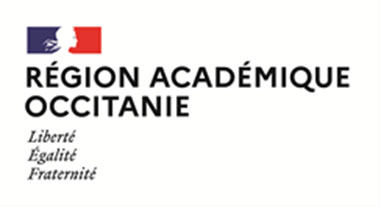 RÉGION ACADÉMIQUE
OCCITANIE
Liberté
Égalité
Fraternité